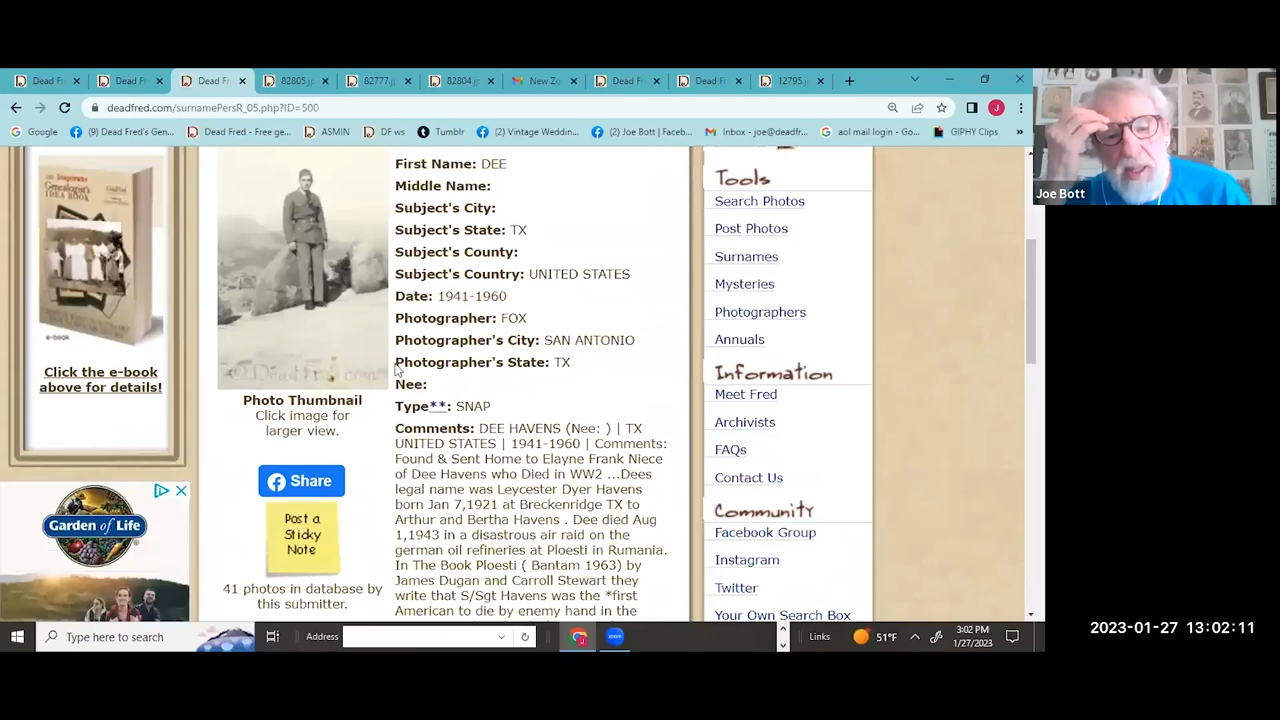 Dead Fr
Dead Fr
Dead Fr
82805.jp
82777.jp
82804.jp
New Zo
Dead Fr
Dead Fr
12795.jp
deadfred.com/surnamePersR_05.php?ID=500
Google
(9) Dead Fred's Gen...
Dead Fred - Free ge...
ASMIN
DF ws
Tumblr
(2) Vintage Weddin...
(2) Joe Bott | Faceb...
Inbox - joe@deadfr...
aol mail login - Go...
GIPHY Clips
»
Joe Bott
GENEALOGIST'S
IDEA BOOK
e-book
Click the e-book
above for details!
Garden of Life
Photo Thumbnail
Click image for
larger view.
Share
Post a
Sticky
Note
41 photos in database by
this submitter.
First Name: DEE
Middle Name:
Subject's City:
Subject's State: TX
Subject's County:
Subject's Country: UNITED STATES
Date: 1941-1960
Photographer: FOX
Photographer's City: SAN ANTONIO
Photographer's State: TX
Nee:
Type**: SNAP
Comments: DEE HAVENS (Nee: ) | TX
UNITED STATES | 1941-1960 | Comments:
Found & Sent Home to Elayne Frank Niece
of Dee Havens who Died in WW2 ...Dees
legal name was Leycester Dyer Havens
born Jan 7,1921 at Breckenridge TX to
Arthur and Bertha Havens . Dee died Aug
1,1943 in a disastrous air raid on the
german oil refineries at Ploesti in Rumania.
In The Book Ploesti ( Bantam 1963) by
James Dugan and Carroll Stewart they
write that S/Sgt Havens was the *first
American to die by enemy hand in the
Tools
Search Photos
Post Photos
Surnames
Mysteries
Photographers
Annuals
Information
Meet Fred
Archivists
FAQs
Contact Us
Community
Facebook Group
Instagram
Twitter
Your Own Search Box
Type here to search
Address
zoom
Links
51°F
3:02 PM
1/27/2023
2023-01-27 13:02:11